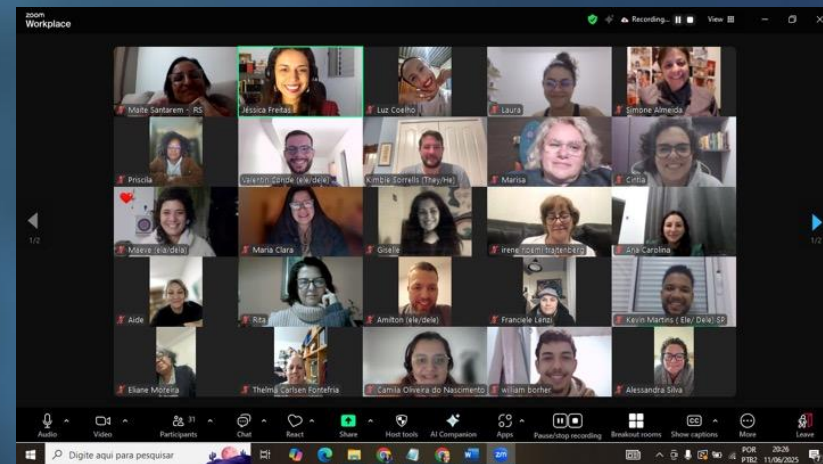 zoom
Workplace
Recording...
View
Maite Santarem - RS
Jéssica Freitas
Luz Coelho
Laura
Simone Almeida
Priscila
Valentin Conde (ele/dele)
Kimbie Sorrells (They/He)
Marisa
Cintia
Maeve (ela/dela)
Maria Clara
Giselle
irene noemi trajtenberg
Ana Carolina
1/2
1/2
Aide
Rita
Amilton (ele/dele)
Franciele Lenzi
Kevin Martins ( Ele/ Dele) SP
Eliane Moreira
Thelma Carlsen Fontefria
Camila Oliveira do Nascimento
william borher
Alessandra Silva
31
Audio
Video
Participants
Chat
React
Share
Host tools
AI Companion
Apps
Pause/stop recording
Breakout rooms
Show captions
More
Leave
Digite aqui para pesquisar
POR
20:26
PTB2
11/06/2025